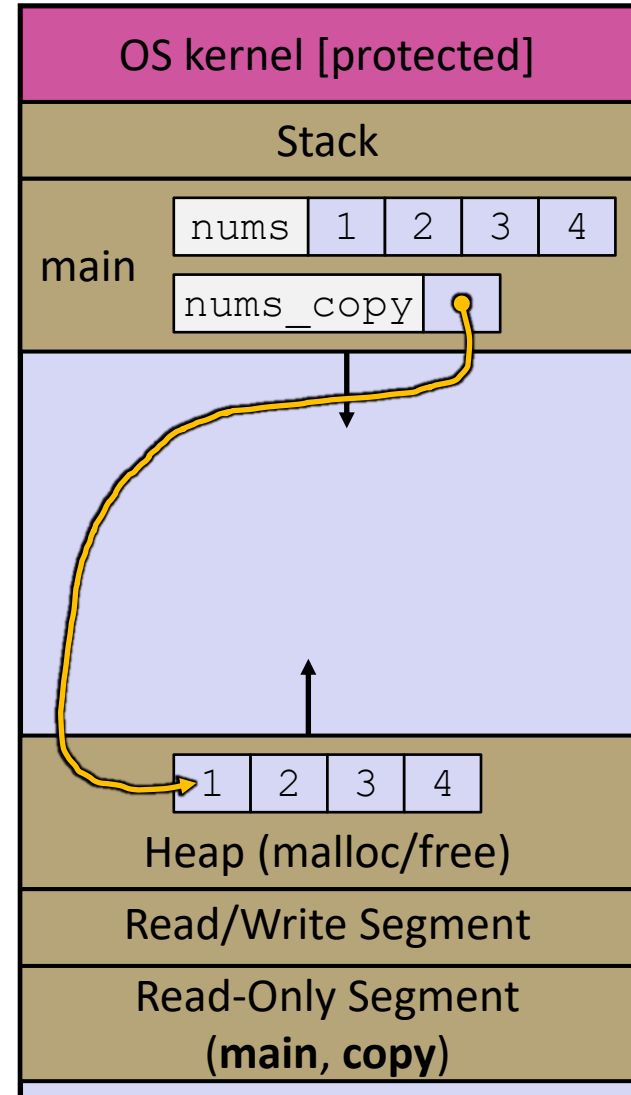 OS kernel [protected]
Stack
main
nums 1 2 3 4
nums_copy
1 2 3 4
Heap (malloc/free)
Read/Write Segment
Read-Only Segment
(main, copy)